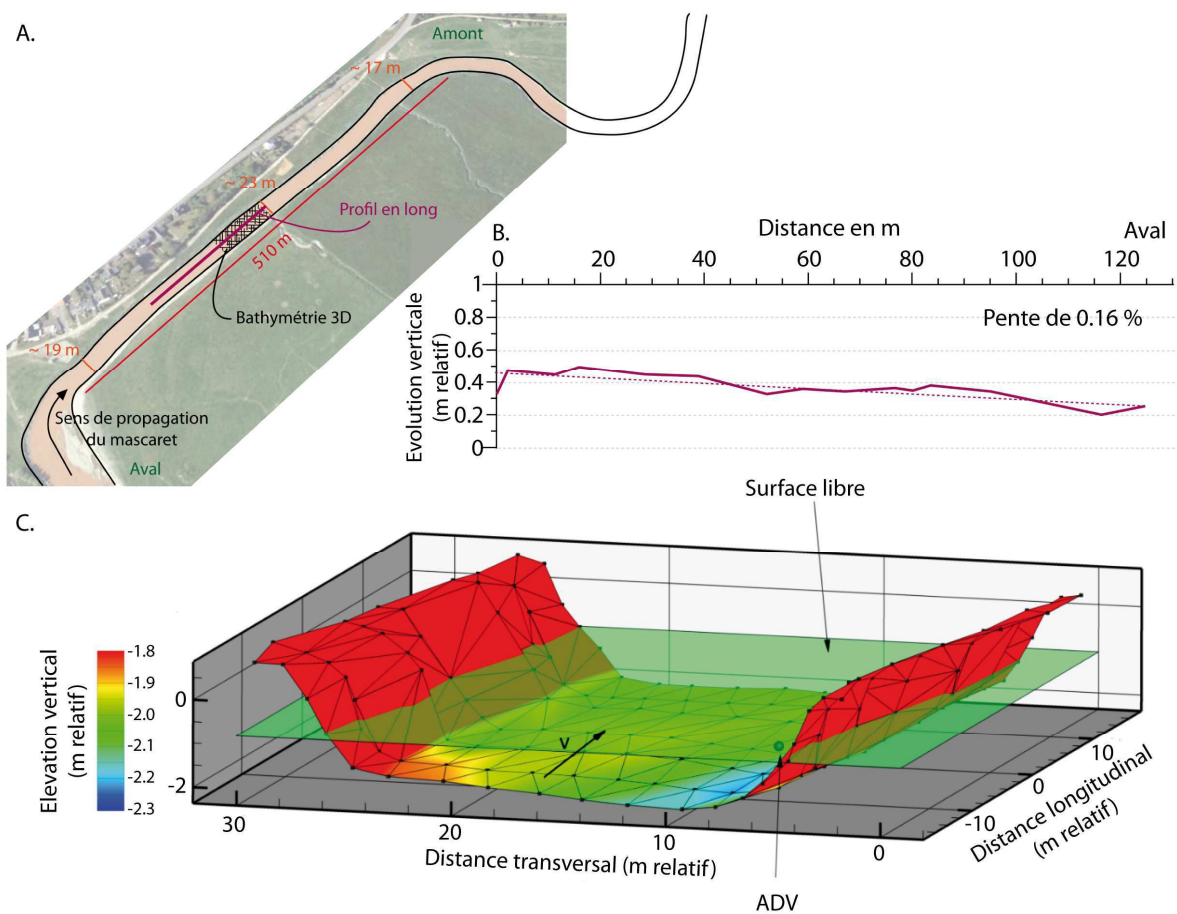 A.
Amont
~ 17 m
~ 23 m
Profil en long
510 m
Bathymétrie 3D
~ 19 m
Sens de propagation
du mascaret
Aval
B.
Distance en m
Aval
0 20 40 60 80 100 120
Evolution verticale
(m relatif)
1
0.8
0.6
0.4
0.2
0
Pente de 0.16 %
C.
Surface libre
Elevation vertical
(m relatif)
-1.8
-1.9
-2.0
-2.1
-2.2
-2.3
0
-2
V
30 20 10 0
Distance transversal (m relatif)
-10 0 10
Distance longitudinal
(m relatif)
ADV